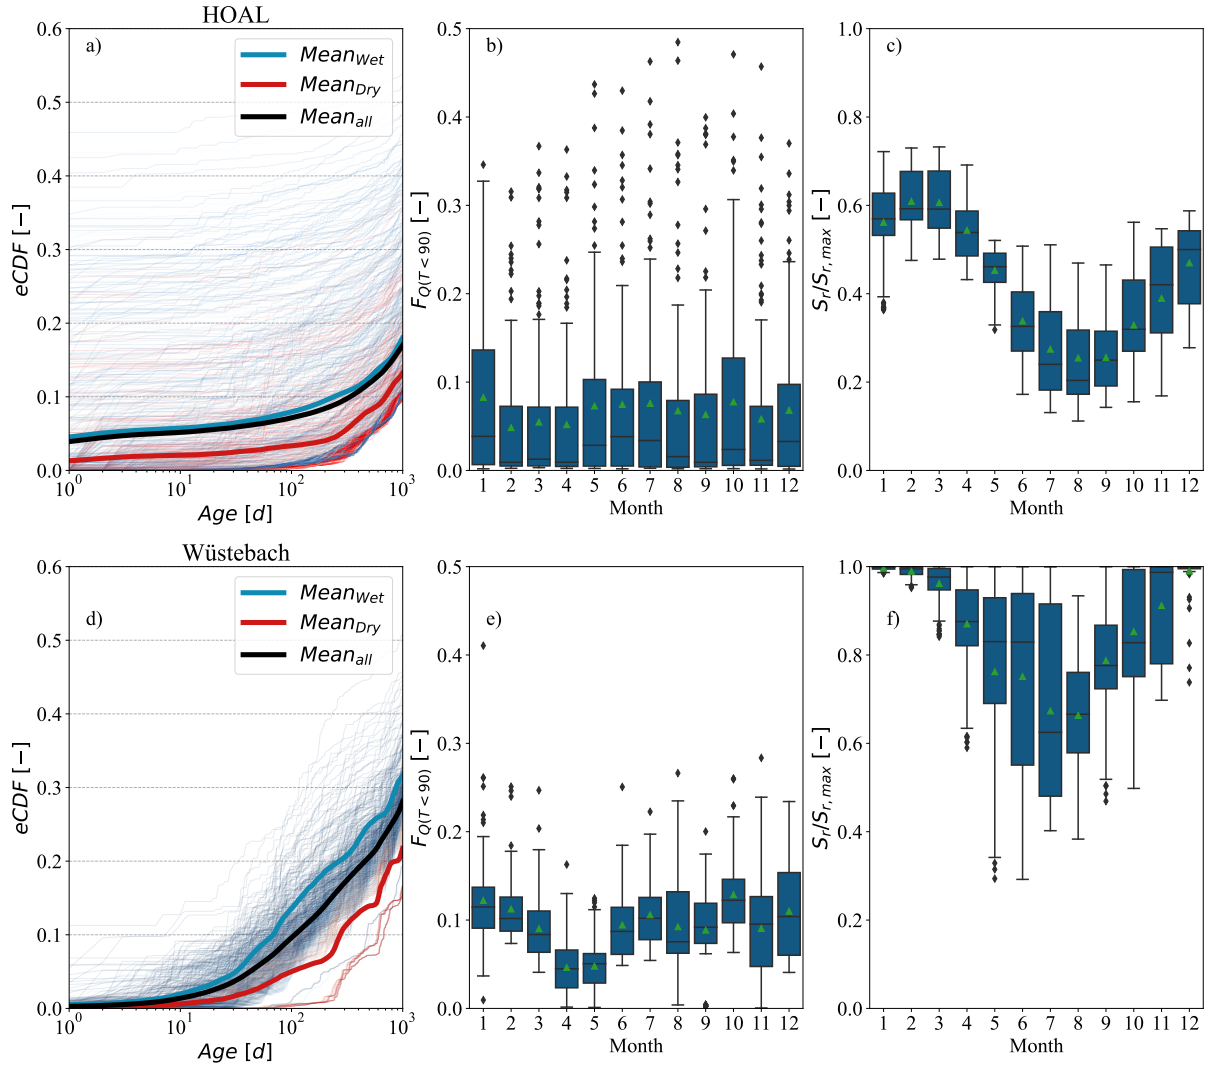 HOAL
a)
Mean_Wet
Mean_Dry
Mean_all
eCDF [−]
0.6
0.5
0.4
0.3
0.2
0.1
0.0
10^0 10^1 10^2 10^3
Age [d]
b)
F_Q(T < 90) [−]
0.5
0.4
0.3
0.2
0.1
0.0
1 2 3 4 5 6 7 8 9 10 11 12
Month
c)
S_r/S_r,max [−]
1.0
0.8
0.6
0.4
0.2
0.0
1 2 3 4 5 6 7 8 9 10 11 12
Month
Wüstebach
d)
Mean_Wet
Mean_Dry
Mean_all
eCDF [−]
0.6
0.5
0.4
0.3
0.2
0.1
0.0
10^0 10^1 10^2 10^3
Age [d]
e)
F_Q(T < 90) [−]
0.5
0.4
0.3
0.2
0.1
0.0
1 2 3 4 5 6 7 8 9 10 11 12
Month
f)
S_r/S_r,max [−]
1.0
0.8
0.6
0.4
0.2
0.0
1 2 3 4 5 6 7 8 9 10 11 12
Month